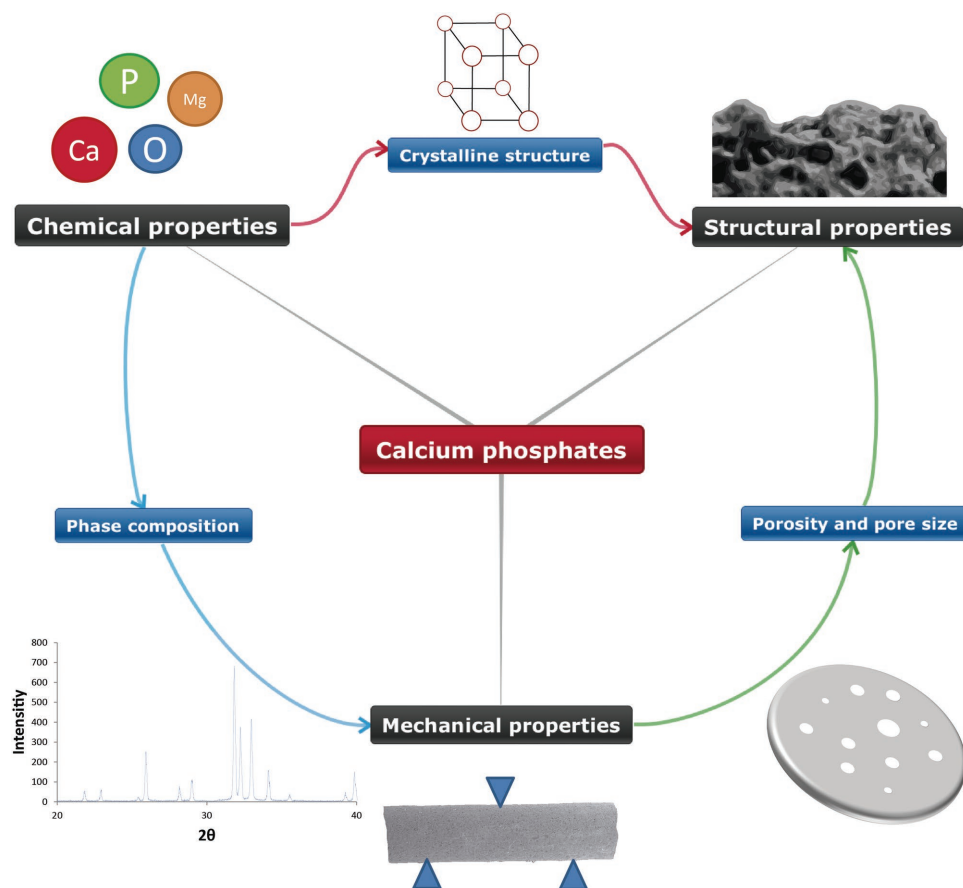 P
Mg
Ca
O
Crystalline structure
Chemical properties
Structural properties
Calcium phosphates
Phase composition
Porosity and pore size
Mechanical properties
Intensitiy
800
700
600
500
400
300
200
100
0
20
30
40
2θ